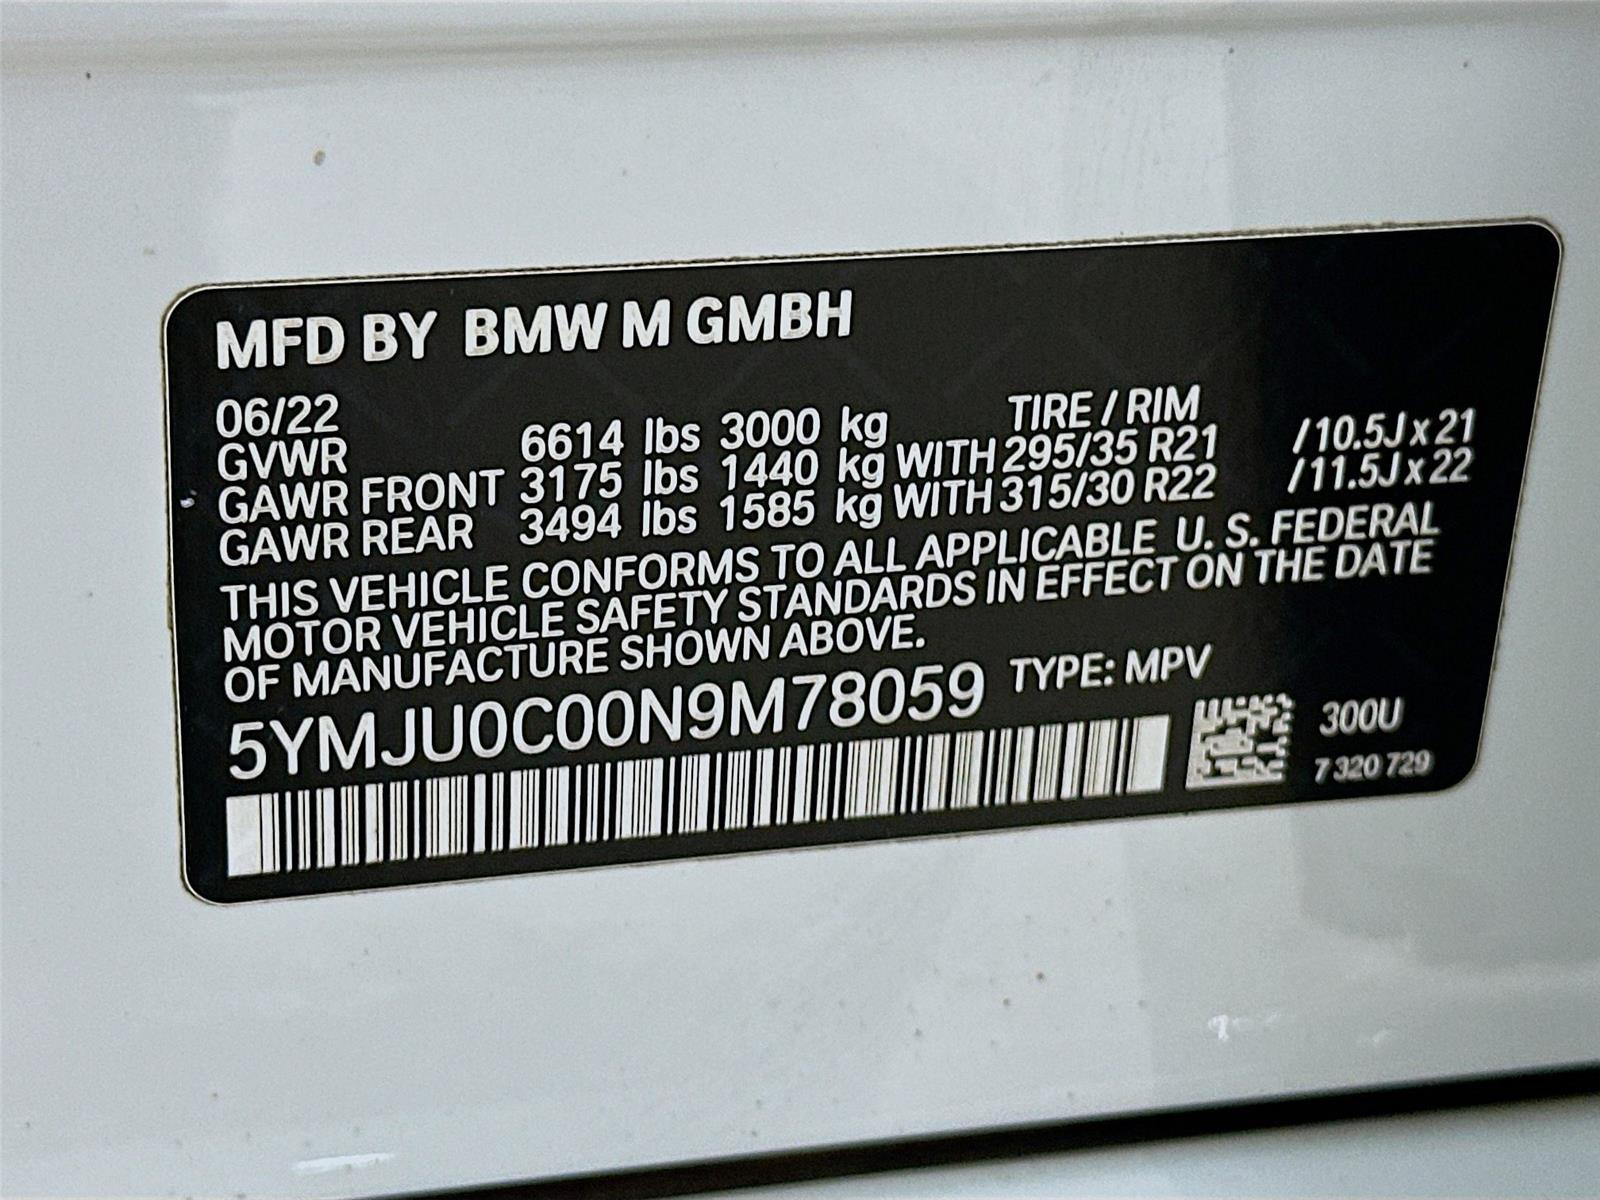 MFD BY BMW M GMBH
06/22 TIRE / RIM
GVWR 6614 lbs 3000 kg
GAWR FRONT 3175 lbs 1440 kg WITH 295/35 R21 /10.5J x 21
GAWR REAR 3494 lbs 1585 kg WITH 315/30 R22 /11.5J x 22
THIS VEHICLE CONFORMS TO ALL APPLICABLE U. S. FEDERAL
MOTOR VEHICLE SAFETY STANDARDS IN EFFECT ON THE DATE
OF MANUFACTURE SHOWN ABOVE.
5YMJU0C00N9M78059 TYPE: MPV
300U
7 320 729